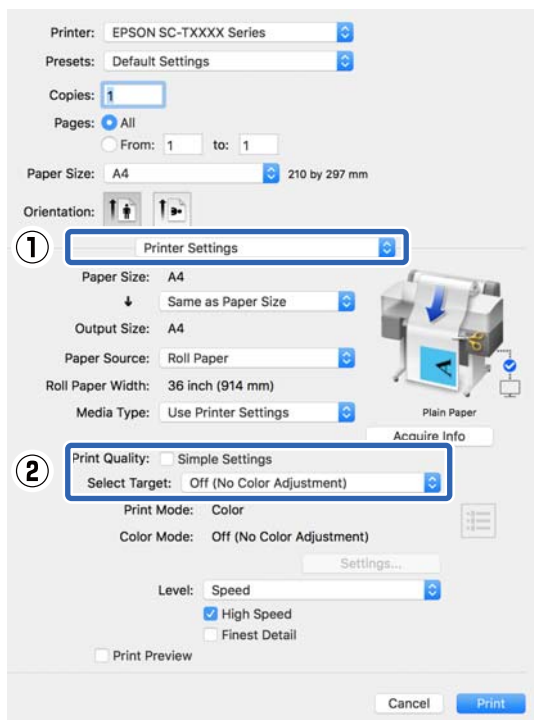 Printer: EPSON SC-TXXXX Series
Presets: Default Settings
Copies: 1
Pages: All
From: 1 to: 1
Paper Size: A4 210 by 297 mm
Orientation:
1 Printer Settings
Paper Size: A4
Same as Paper Size
Output Size: A4
Paper Source: Roll Paper
Roll Paper Width: 36 inch (914 mm)
Media Type: Use Printer Settings
Plain Paper
Acquire Info
2 Print Quality: Simple Settings
Select Target: Off (No Color Adjustment)
Print Mode: Color
Color Mode: Off (No Color Adjustment)
Settings...
Level: Speed
High Speed
Finest Detail
Print Preview
Cancel Print